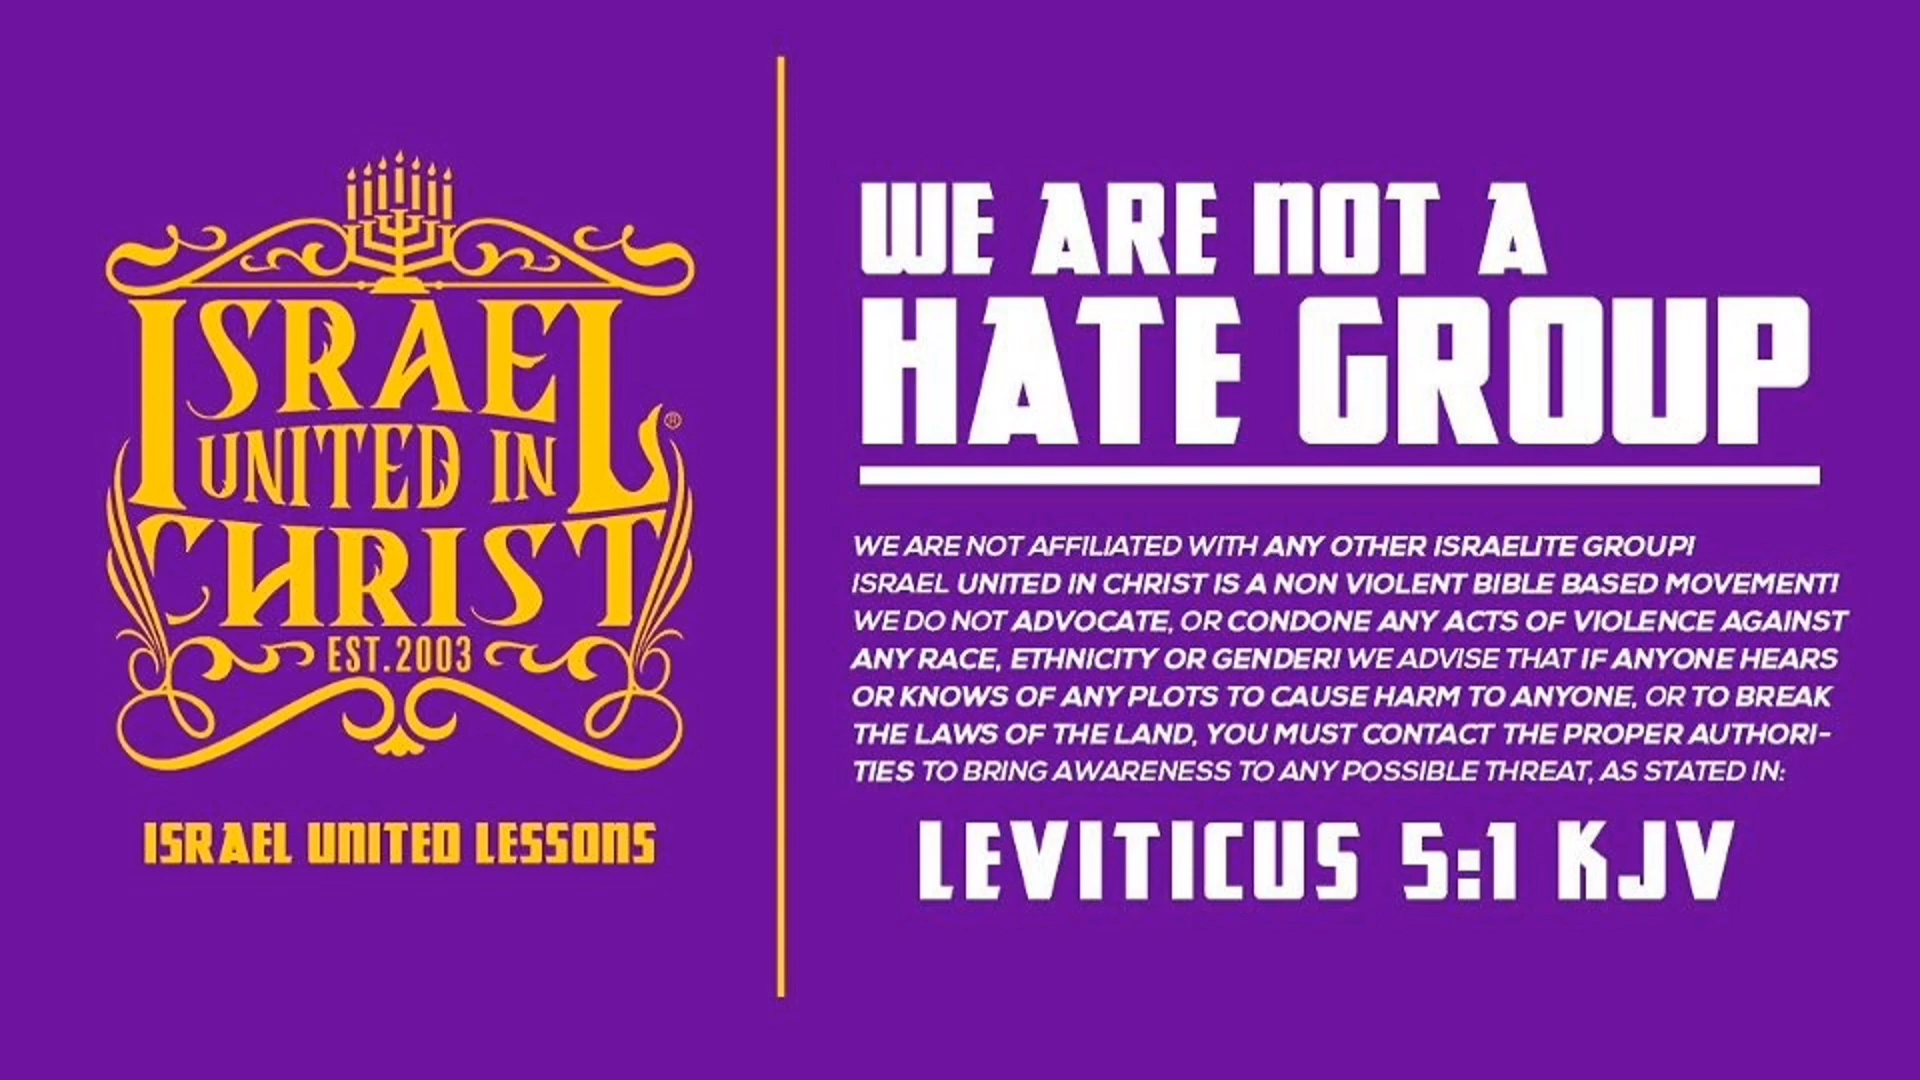 ISRAEL
UNITED IN
CHRIST
®
EST.2003
ISRAEL UNITED LESSONS
WE ARE NOT A
HATE GROUP
WE ARE NOT AFFILIATED WITH ANY OTHER ISRAELITE GROUP!
ISRAEL UNITED IN CHRIST IS A NON VIOLENT BIBLE BASED MOVEMENT!
WE DO NOT ADVOCATE, OR CONDONE ANY ACTS OF VIOLENCE AGAINST
ANY RACE, ETHNICITY OR GENDER! WE ADVISE THAT IF ANYONE HEARS
OR KNOWS OF ANY PLOTS TO CAUSE HARM TO ANYONE, OR TO BREAK
THE LAWS OF THE LAND, YOU MUST CONTACT THE PROPER AUTHORI-
TIES TO BRING AWARENESS TO ANY POSSIBLE THREAT, AS STATED IN:
LEVITICUS 5:1 KJV